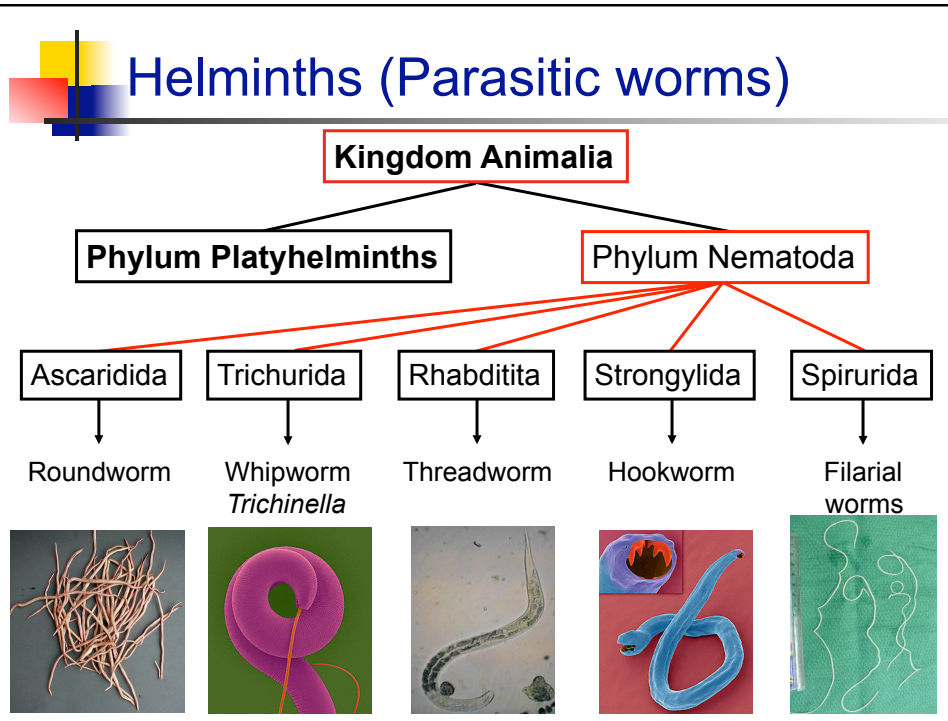 Helminths (Parasitic worms)
Kingdom Animalia
Phylum Platyhelminths
Phylum Nematoda
Ascaridida
Trichurida
Rhabditita
Strongylida
Spirurida
Roundworm
Whipworm
Trichinella
Threadworm
Hookworm
Filarial
worms